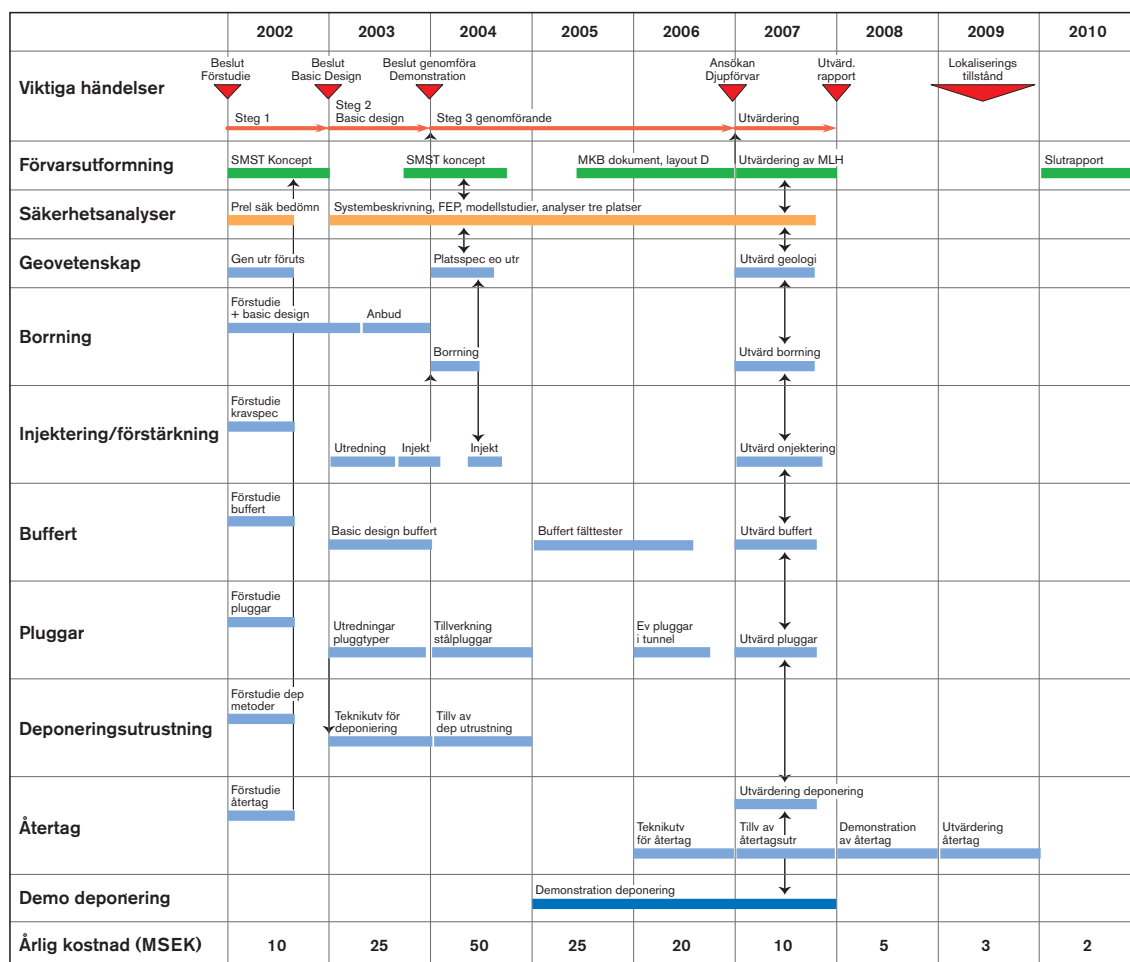 2002 2003 2004 2005 2006 2007 2008 2009 2010
Viktiga händelser
Beslut
Förstudie
Beslut
Basic Design
Beslut genomföra
Demonstration
Ansökan
Djupförvar
Utvärd.
rapport
Lokaliserings
tillstånd
Steg 1
Steg 2
Basic design
Steg 3 genomförande
Utvärdering
Förvarsutformning
SMST Koncept
SMST koncept
MKB dokument, layout D
Utvärdering av MLH
Slutrapport
Säkerhetsanalyser
Prel säk bedömn
Systembeskrivning, FEP, modellstudier, analyser tre platser
Geovetenskap
Gen utr föruts
Platsspec eo utr
Utvärd geologi
Borrning
Förstudie
+ basic design
Anbud
Borrning
Utvärd borrning
Injektering/förstärkning
Förstudie
kravspec
Utredning
Injekt
Injekt
Utvärd onjektering
Buffert
Förstudie
buffert
Basic design buffert
Buffert fälttester
Utvärd buffert
Pluggar
Förstudie
pluggar
Utredningar
pluggtyper
Tillverkning
stålpluggar
Ev pluggar
i tunnel
Utvärd pluggar
Deponeringsutrustning
Förstudie dep
metoder
Teknikutv för
deponiering
Tillv av
dep utrustning
Återtag
Förstudie
återtag
Utvärdering deponering
Teknikutv
för återtag
Tillv av
återtagsutr
Demonstration
av återtag
Utvärdering
återtag
Demo deponering
Demonstration deponering
Årlig kostnad (MSEK) 10 25 50 25 20 10 5 3 2